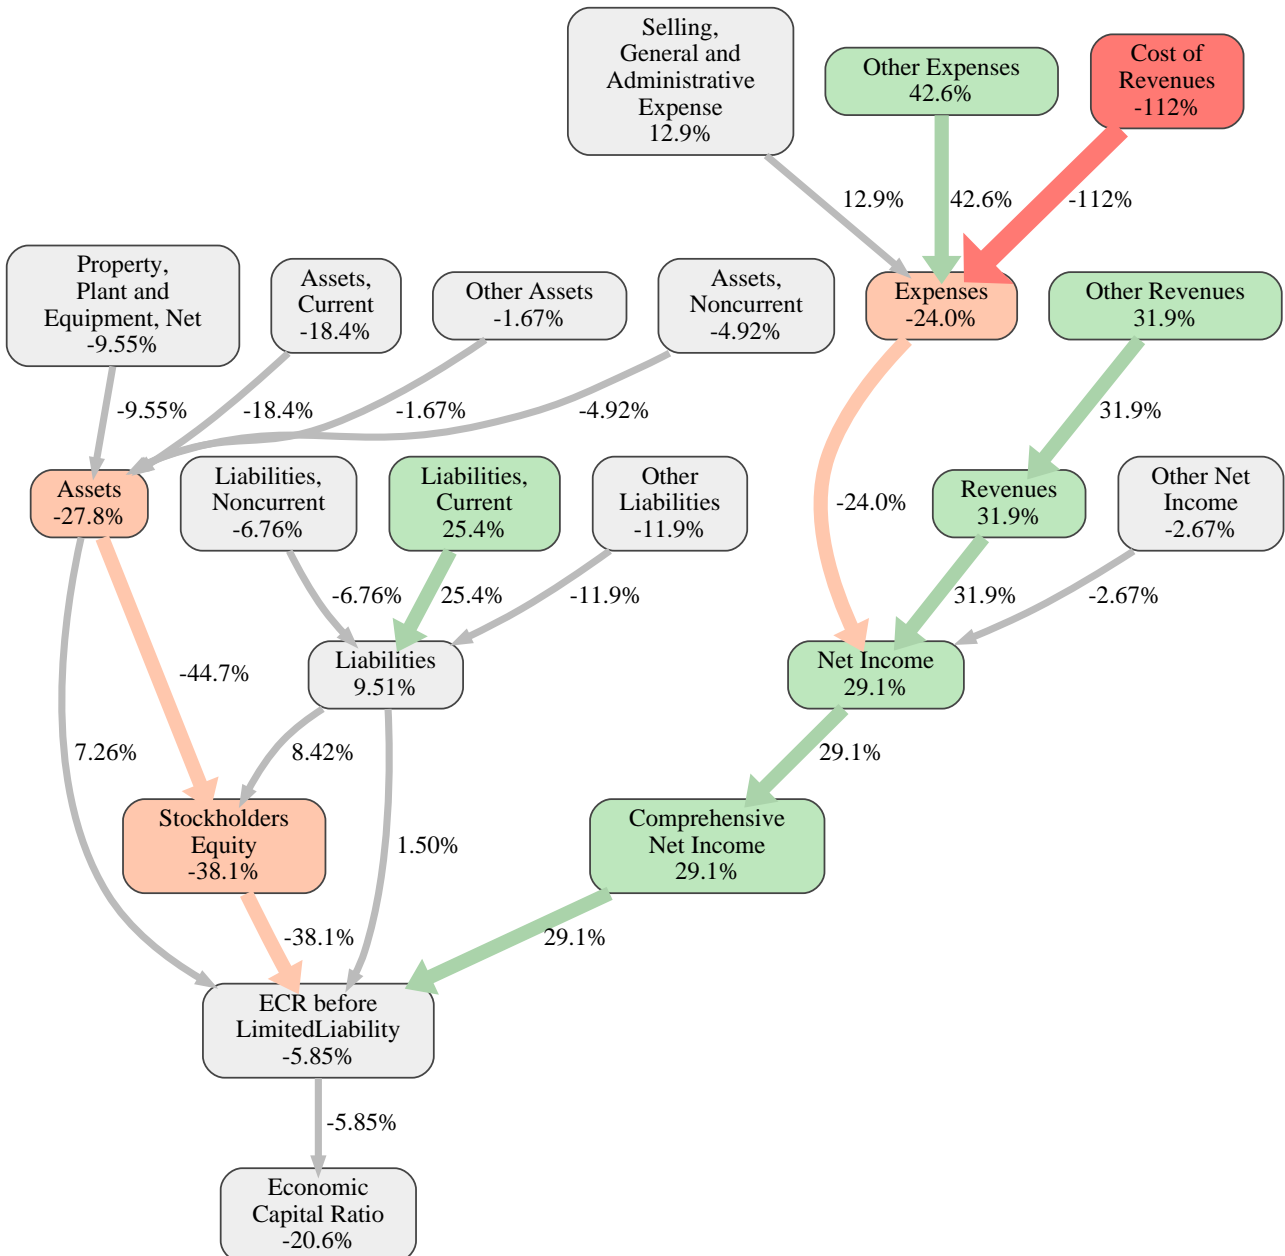 Selling,
General and
Administrative
Expense
12.9%
Other Expenses
42.6%
Cost of
Revenues
-112%
12.9%
42.6%
-112%
Property,
Plant and
Equipment, Net
-9.55%
Assets,
Current
-18.4%
Other Assets
-1.67%
Assets,
Noncurrent
-4.92%
Expenses
-24.0%
Other Revenues
31.9%
-9.55%
-18.4%
-1.67%
-4.92%
31.9%
Assets
-27.8%
Liabilities,
Noncurrent
-6.76%
Liabilities,
Current
25.4%
Other
Liabilities
-11.9%
-24.0%
Revenues
31.9%
Other Net
Income
-2.67%
-6.76%
25.4%
-11.9%
31.9%
-2.67%
-44.7%
Liabilities
9.51%
Net Income
29.1%
7.26%
8.42%
29.1%
Stockholders
Equity
-38.1%
1.50%
Comprehensive
Net Income
29.1%
-38.1%
29.1%
ECR before
LimitedLiability
-5.85%
-5.85%
Economic
Capital Ratio
-20.6%